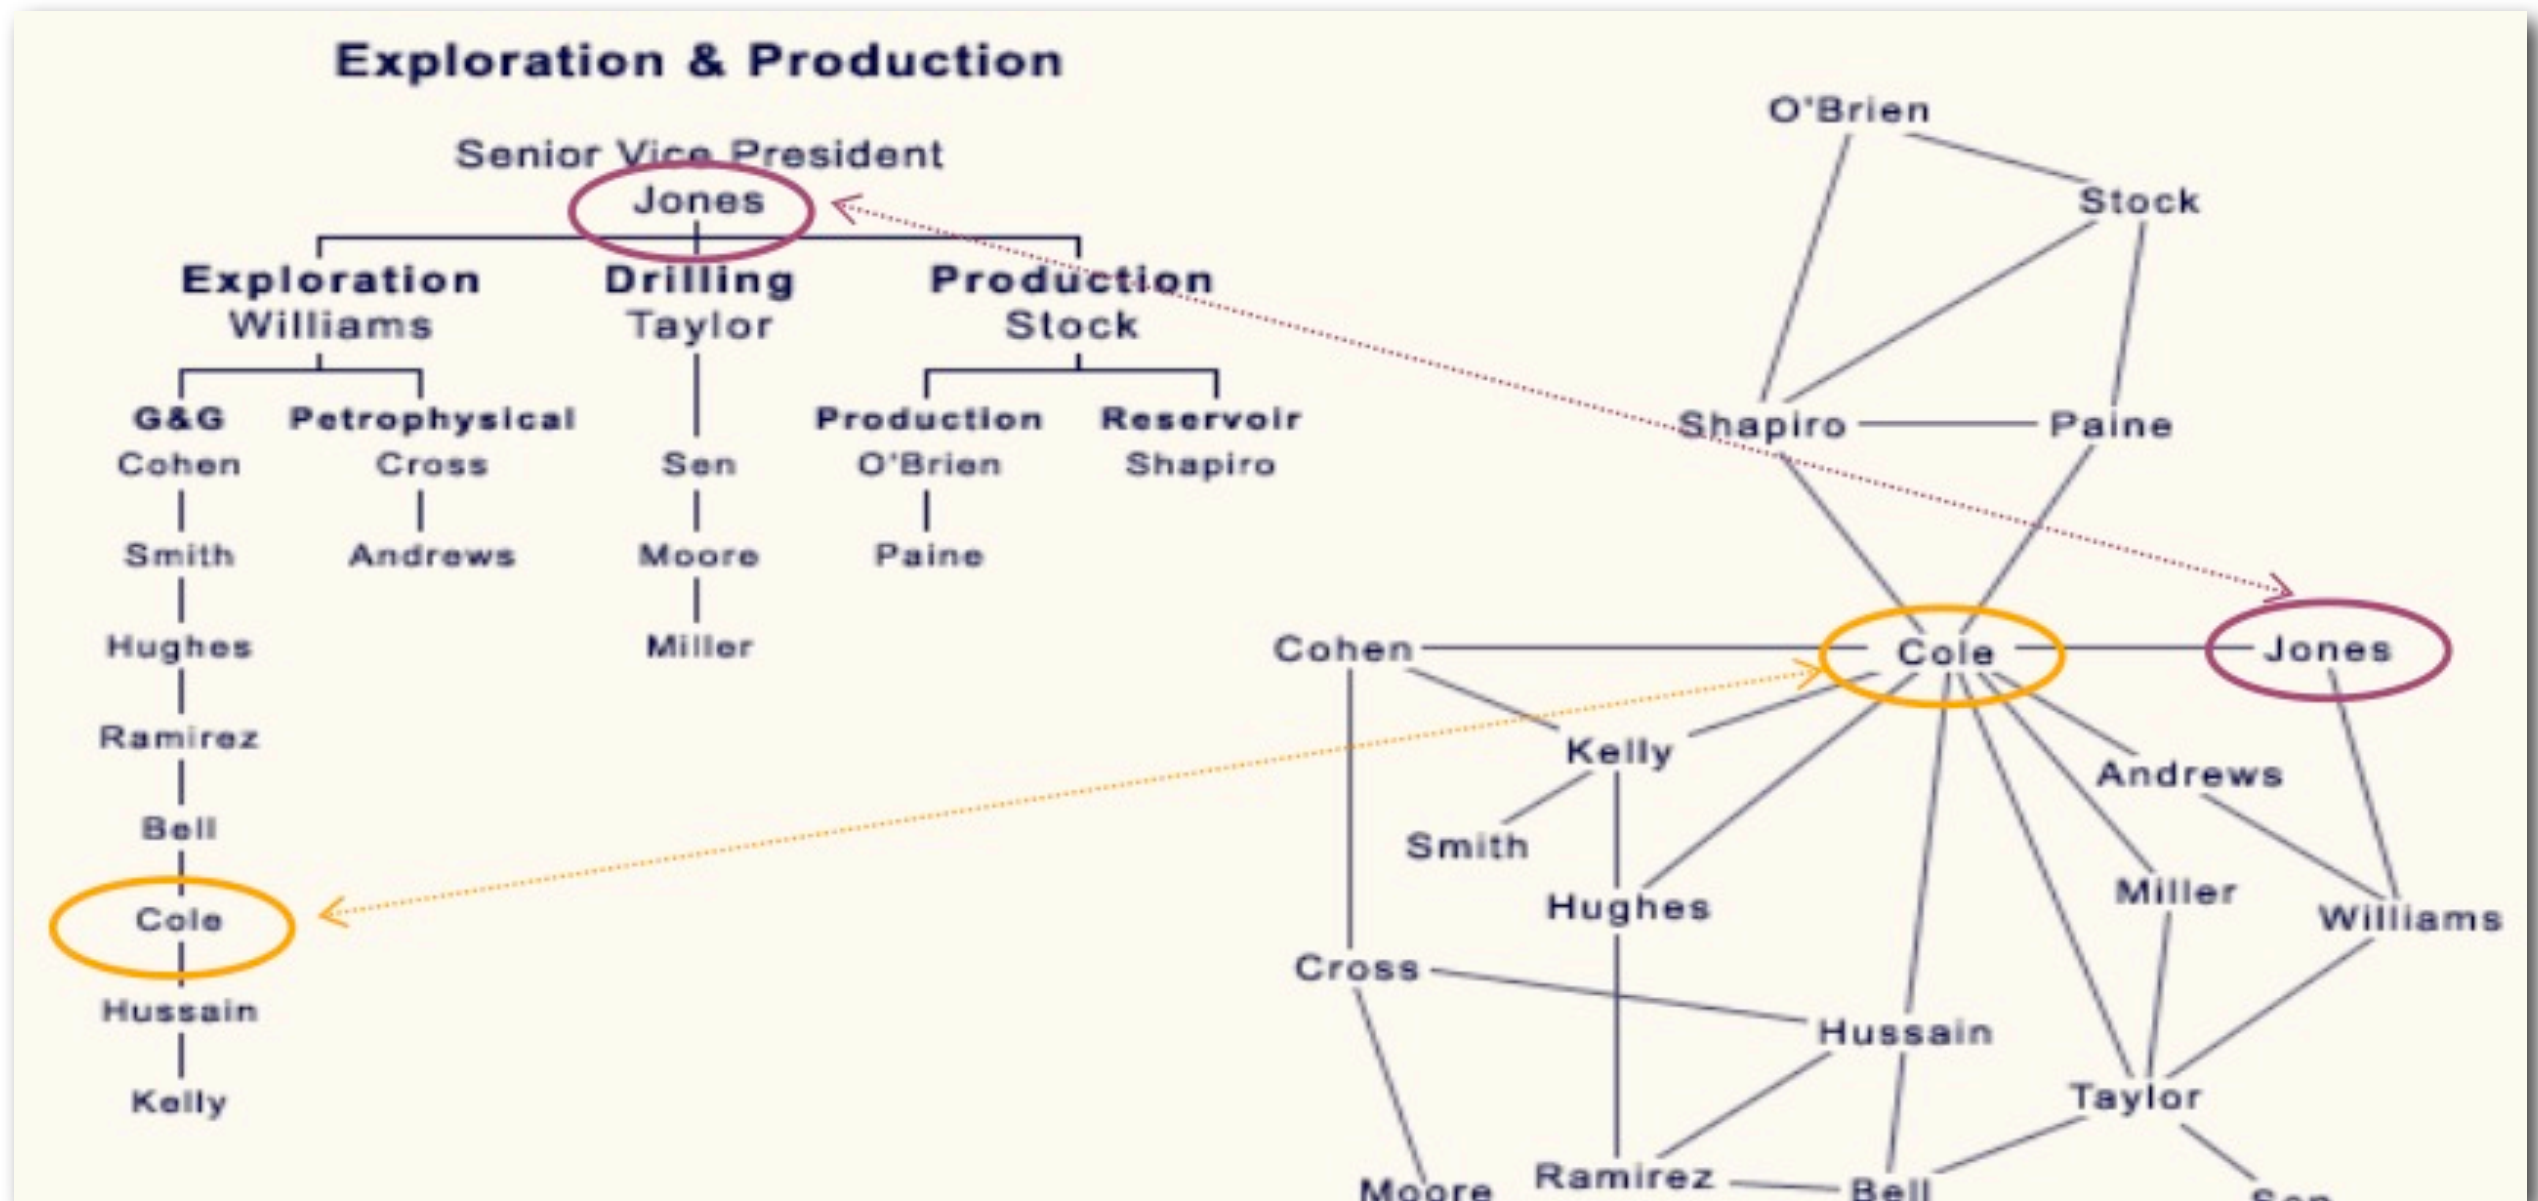 Exploration & Production
Senior Vice President
Jones
Exploration
Williams
Drilling
Taylor
Production
Stock
G&G
Cohen
Petrophysical
Cross
Sen
Production
O'Brien
Reservoir
Shapiro
Smith
Andrews
Moore
Paine
Hughes
Miller
Ramirez
Bell
Cole
Hussain
Kelly
O'Brien
Stock
Shapiro
Paine
Cohen
Cole
Jones
Kelly
Andrews
Smith
Miller
Hughes
Williams
Cross
Hussain
Taylor
Ramirez
Moore
Bell
Sen